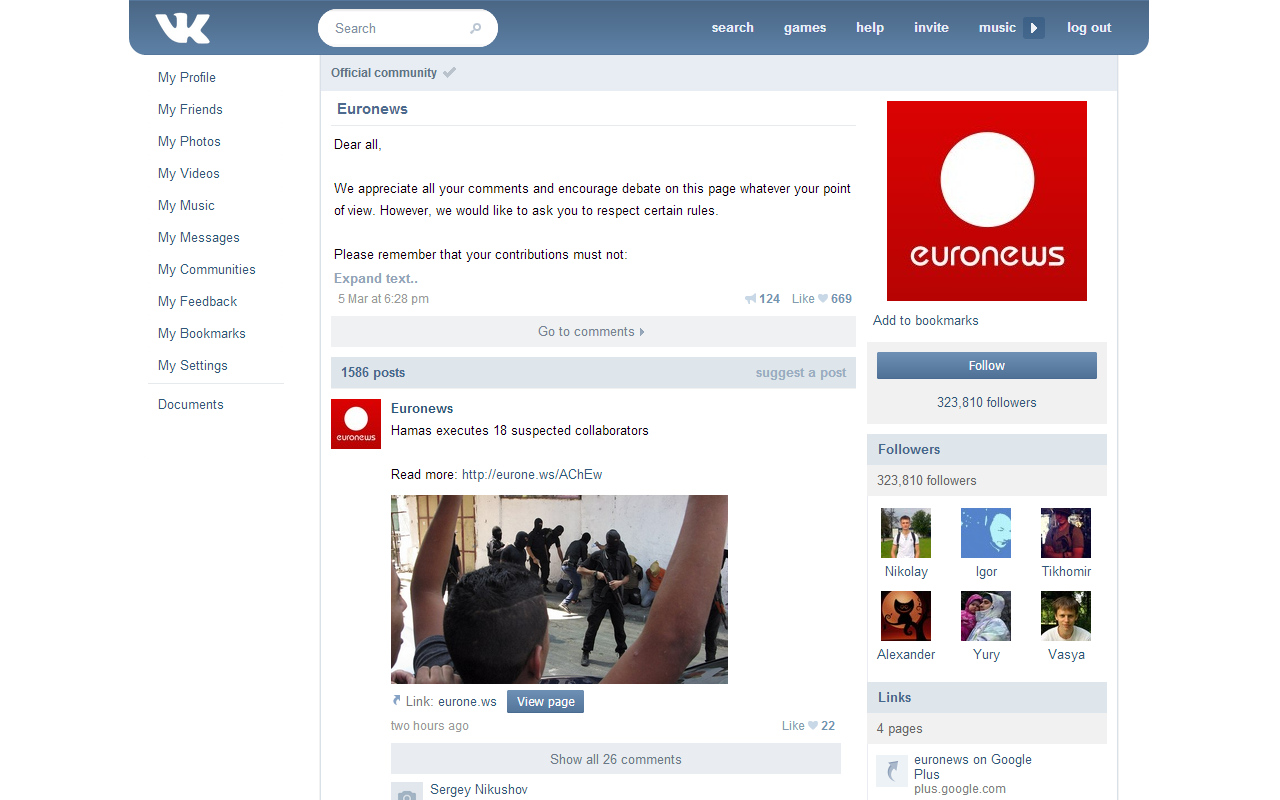 Search
search
games
help
invite
music
log out
My Profile
My Friends
My Photos
My Videos
My Music
My Messages
My Communities
My Feedback
My Bookmarks
My Settings
Documents
Official community
Euronews
Dear all,
We appreciate all your comments and encourage debate on this page whatever your point
of view. However, we would like to ask you to respect certain rules.
Please remember that your contributions must not:
Expand text..
5 Mar at 6:28 pm
124
Like 669
Go to comments
1586 posts
suggest a post
euronews
Euronews
Hamas executes 18 suspected collaborators
Read more: http://eurone.ws/AChEw
Link: eurone.ws
View page
two hours ago
Like 22
Show all 26 comments
Sergey Nikushov
euronews
Add to bookmarks
Follow
323,810 followers
Followers
323,810 followers
Nikolay
Igor
Tikhomir
Alexander
Yury
Vasya
Links
4 pages
euronews on Google
Plus
plus.google.com